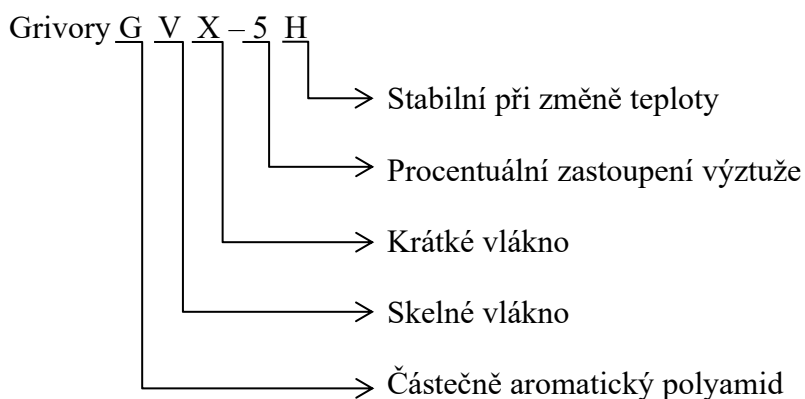 Grivory G V X – 5 H
Stabilní při změně teploty
Procentuální zastoupení výztuže
Krátké vlákno
Skelné vlákno
Částečně aromatický polyamid